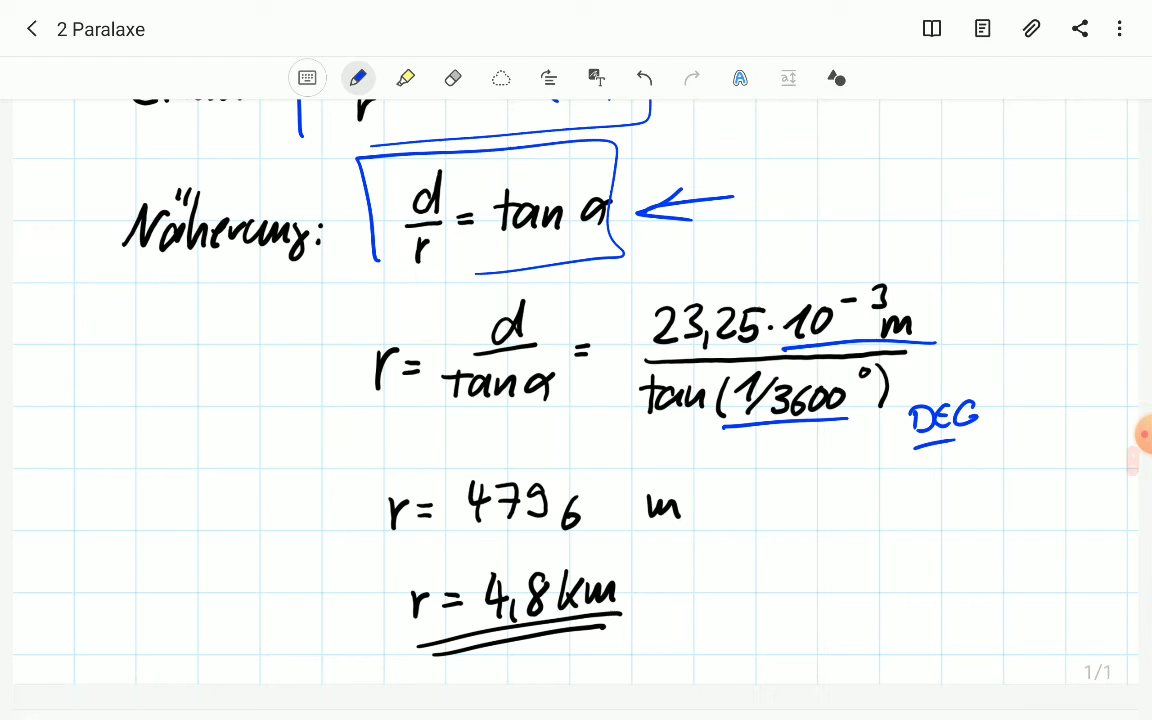 2 Paralaxe
r
Näherung: d/r = tan α
r = d/tan α = 23,25 · 10⁻³ m / tan (1/3600°)
DEG
r = 4796 m
r = 4,8 km
1/1